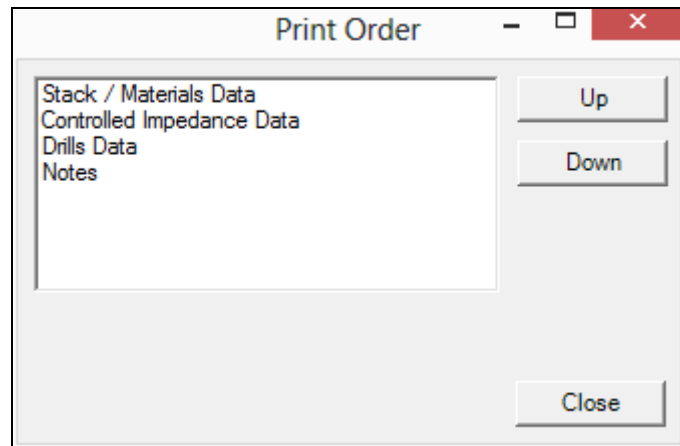 Print Order
Stack / Materials Data
Controlled Impedance Data
Drills Data
Notes
Up
Down
Close